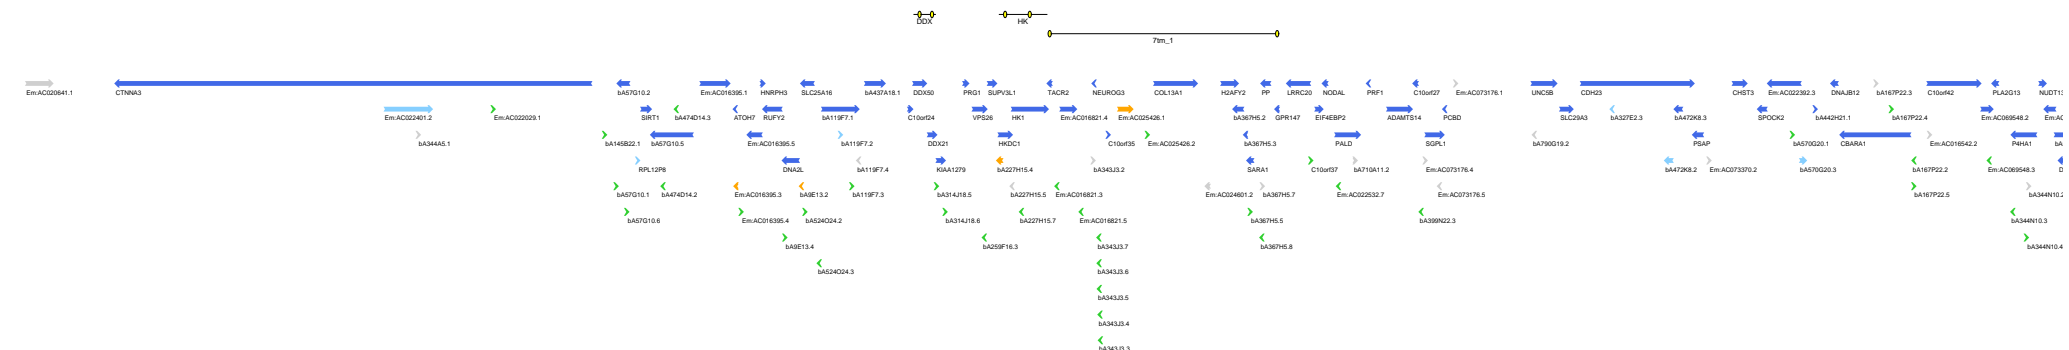 DDX HK
7tm_1
Em:AC020641.1 CTNNA3 bA57G10.2 Em:AC016395.1 HNRPH3 SLC25A16 bA437A18.1 DDX50 PRG1 SUPV3L1 TACR2 NEUROG3 COL13A1 H2AFY2 PP LRRC20 NODAL PRF1 C10orf27 Em:AC073176.1 UNC5B CDH23 CHST3 Em:AC022392.3 DNAJB12 bA167P22.3 C10orf42 PLA2G13 NUDT13
Em:AC022401.2 Em:AC022029.1 SIRT1 bA474D14.3 ATOH7 RUFY2 bA119F7.1 C10orf24 VPS26 HK1 Em:AC016821.4 Em:AC025426.1 bA367H5.2 GPR147 EIF4EBP2 ADAMTS14 PCBD SLC29A3 bA327E2.3 bA472K8.3 SPOCK2 bA442H21.1 bA167P22.4 Em:AC069548.2
bA344A5.1 bA145B22.1 bA57G10.5 Em:AC016395.5 bA119F7.2 DDX21 HKDC1 C10orf35 Em:AC025426.2 bA367H5.3 PALD SGPL1 bA790G19.2 PSAP bA570G20.1 CBARA1 Em:AC016542.2 P4HA1
RPL12P8 DNA2L bA119F7.4 KIAA1279 bA227H15.4 bA343J3.2 SARA1 C10orf37 bA710A11.2 Em:AC073176.4 bA472K8.2 Em:AC073370.2 bA570G20.3 bA167P22.2 Em:AC069548.3
bA57G10.1 bA474D14.2 Em:AC016395.3 bA9E13.2 bA119F7.3 bA314J18.5 bA227H15.5 Em:AC016821.3 Em:AC024601.2 bA367H5.7 Em:AC022532.7 Em:AC073176.5 bA167P22.5 bA344N10.2
bA57G10.6 Em:AC016395.4 bA524O24.2 bA314J18.6 bA227H15.7 Em:AC016821.5 bA367H5.5 bA399N22.3 bA344N10.3
bA9E13.4 bA259F16.3 bA343J3.7 bA367H5.8 bA344N10.4
bA524O24.3 bA343J3.6
bA343J3.5
bA343J3.4
bA343J3.3